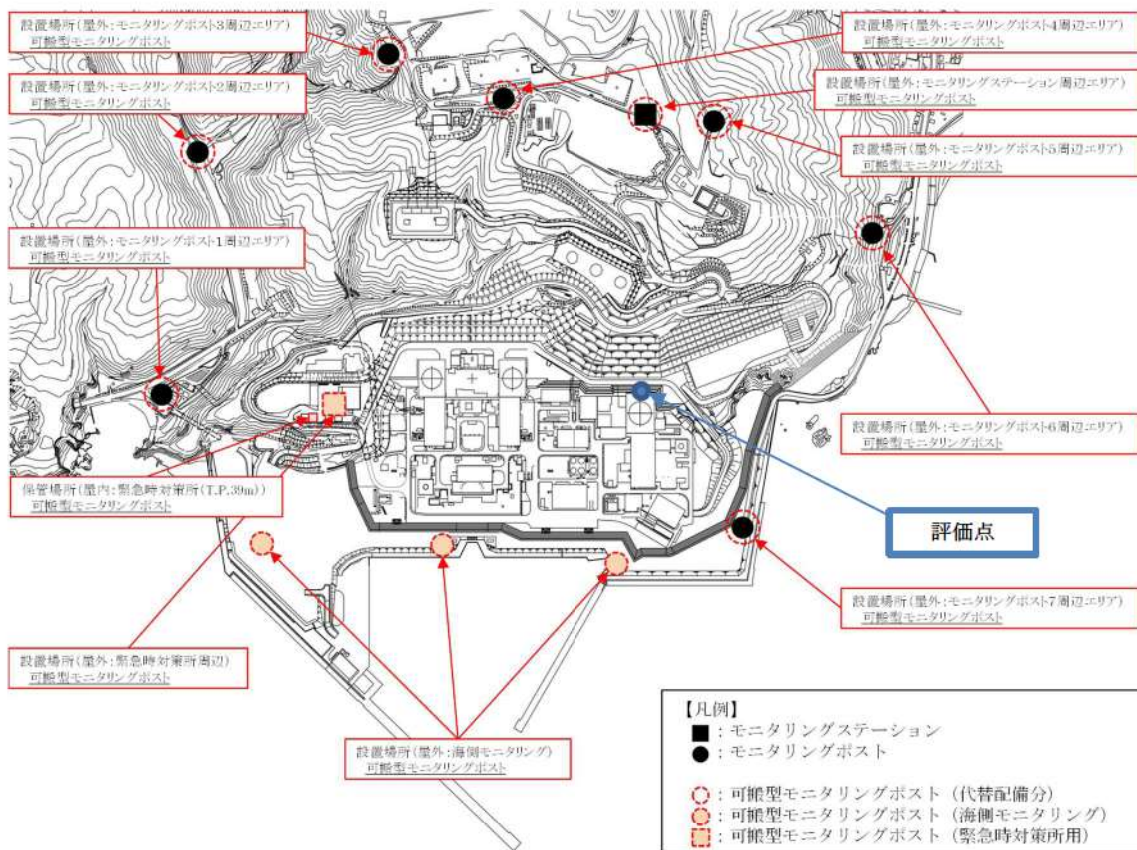 設置場所(屋外:モニタリングポスト3周辺エリア)
可搬型モニタリングポスト
設置場所(屋外:モニタリングポスト2周辺エリア)
可搬型モニタリングポスト
設置場所(屋外:モニタリングポスト1周辺エリア)
可搬型モニタリングポスト
保管場所(屋内:緊急時対策所(T.P.39m))
可搬型モニタリングポスト
設置場所(屋外:緊急時対策所周辺)
可搬型モニタリングポスト
設置場所(屋外:海側モニタリング)
可搬型モニタリングポスト
設置場所(屋外:モニタリングポスト4周辺エリア)
可搬型モニタリングポスト
設置場所(屋外:モニタリングステーション周辺エリア)
可搬型モニタリングポスト
設置場所(屋外:モニタリングポスト5周辺エリア)
可搬型モニタリングポスト
設置場所(屋外:モニタリングポスト6周辺エリア)
可搬型モニタリングポスト
評価点
設置場所(屋外:モニタリングポスト7周辺エリア)
可搬型モニタリングポスト
【凡例】
:モニタリングステーション
:モニタリングポスト
:可搬型モニタリングポスト(代替配備分)
:可搬型モニタリングポスト(海側モニタリング)
:可搬型モニタリングポスト(緊急時対策所用)